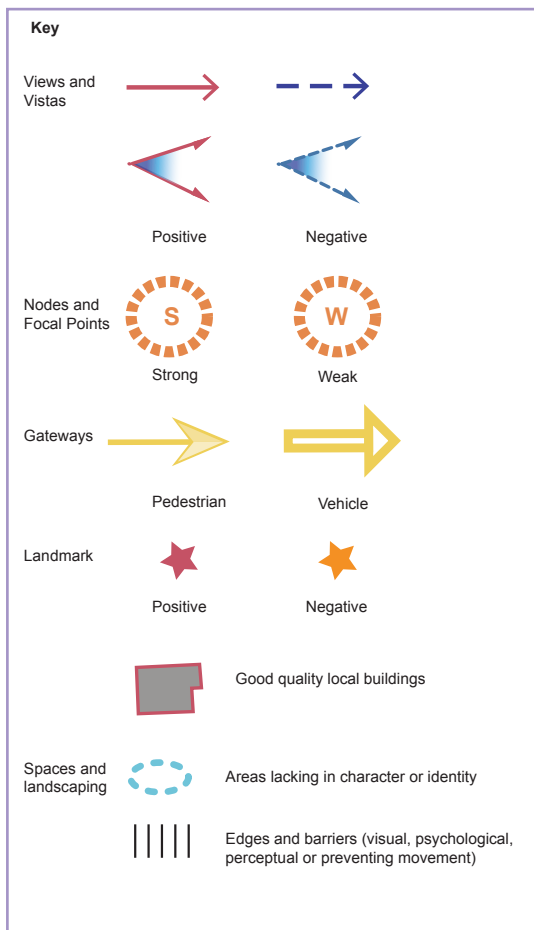 Key
Views and
Vistas
Positive
Negative
Nodes and
Focal Points
S
W
Strong
Weak
Gateways
Pedestrian
Vehicle
Landmark
Positive
Negative
Good quality local buildings
Spaces and
landscaping
Areas lacking in character or identity
Edges and barriers (visual, psychological,
perceptual or preventing movement)